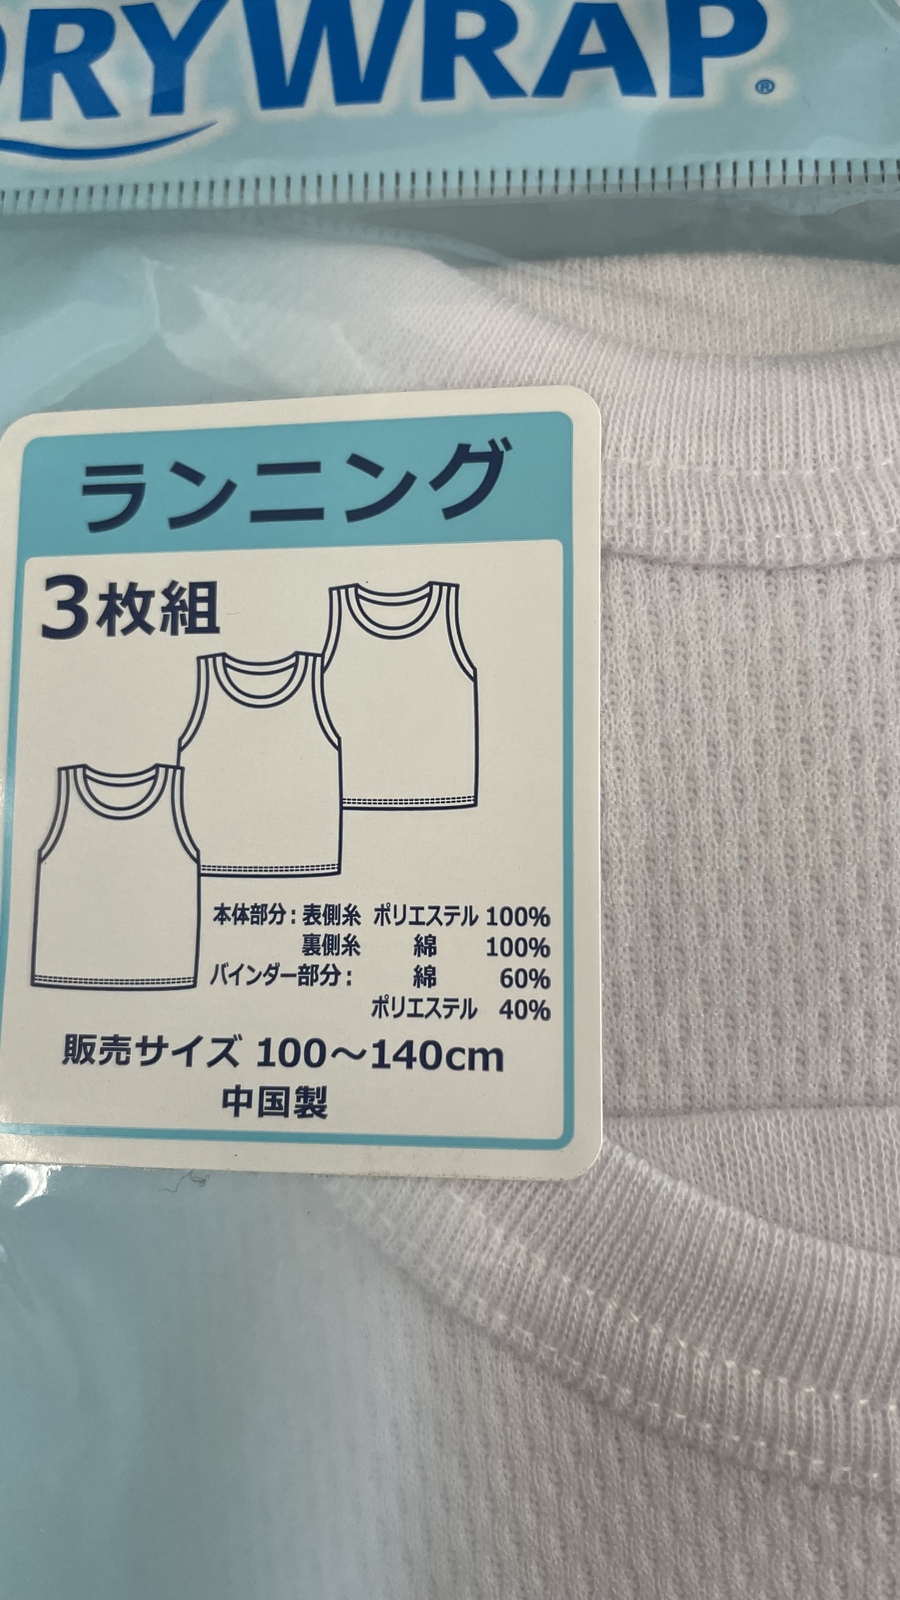 DRYWRAP®
ランニング
3枚組
本体部分：表側糸 ポリエステル 100%
裏側糸 綿 100%
バインダー部分： 綿 60%
ポリエステル 40%
販売サイズ 100～140cm
中国製